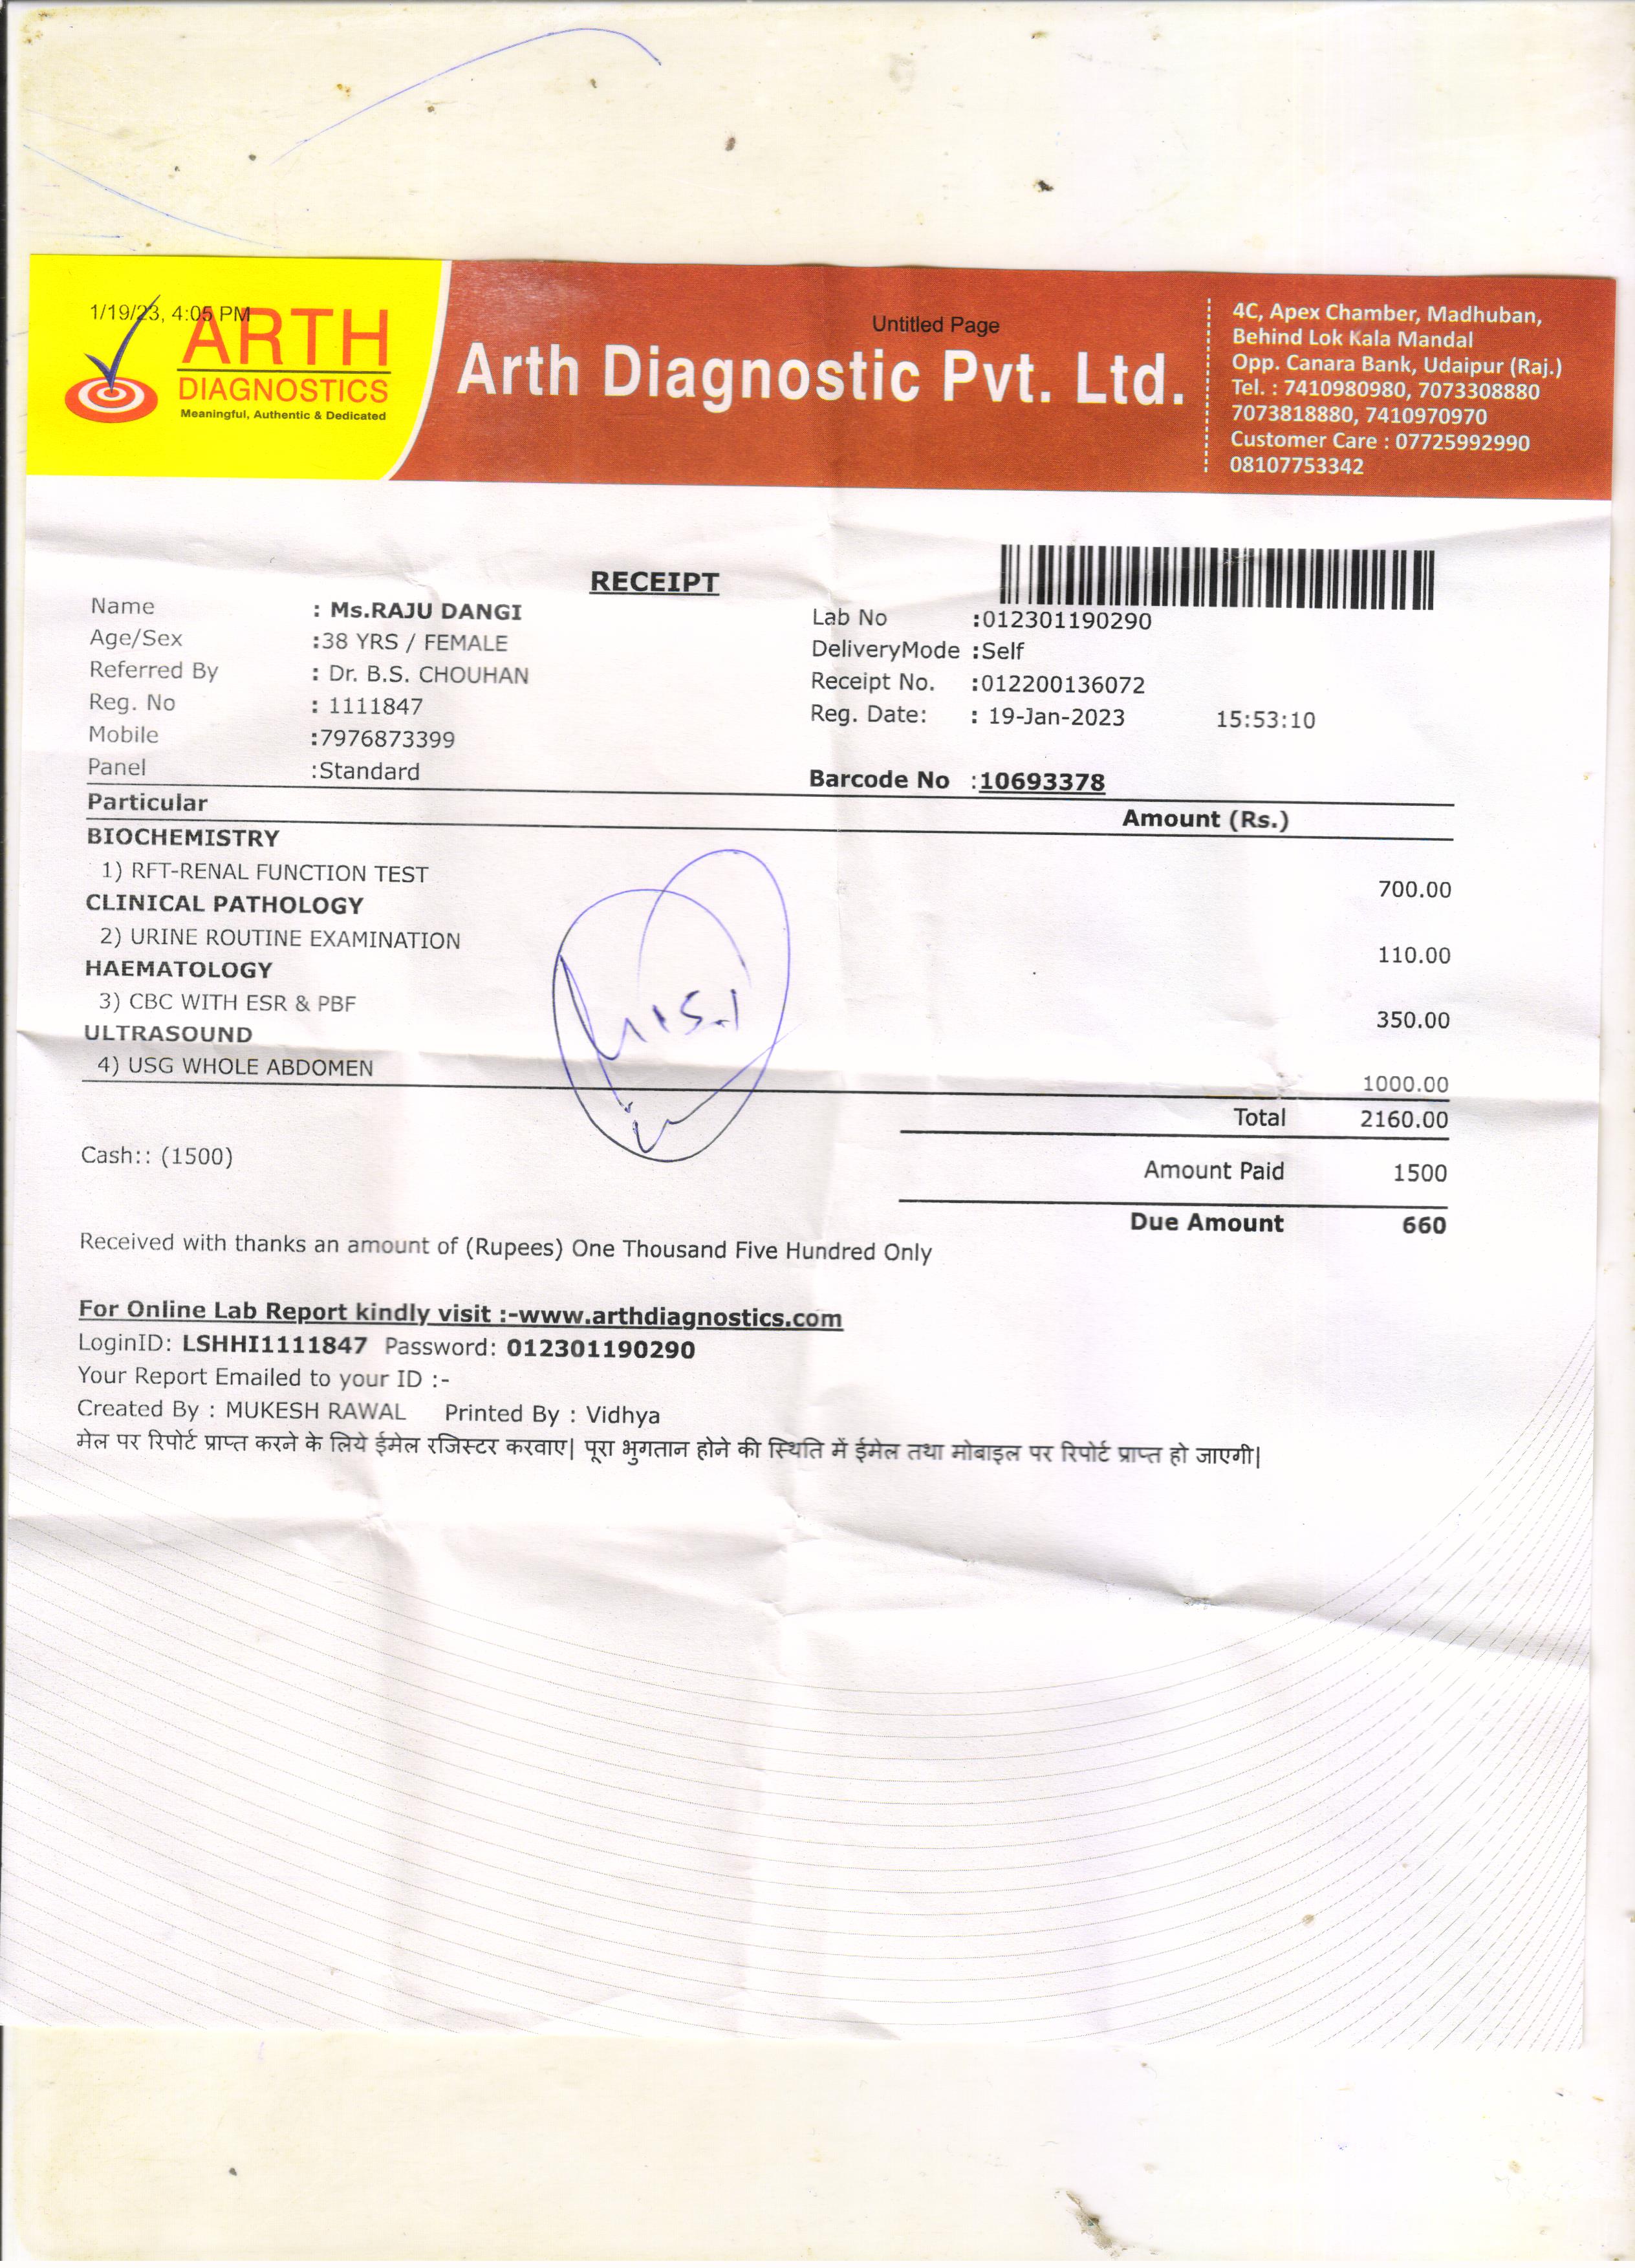 1/19/23, 4:05 PM
ARTH
DIAGNOSTICS
Meaningful, Authentic & Dedicated
Untitled Page
Arth Diagnostic Pvt. Ltd.
4C, Apex Chamber, Madhuban,
Behind Lok Kala Mandal
Opp. Canara Bank, Udaipur (Raj.)
Tel. : 7410980980, 7073308880
7073818880, 7410970970
Customer Care : 07725992990
08107753342
RECEIPT
Name : Ms.RAJU DANGI
Age/Sex :38 YRS / FEMALE
Referred By : Dr. B.S. CHOUHAN
Reg. No : 1111847
Mobile :7976873399
Panel :Standard
Lab No :012301190290
DeliveryMode :Self
Receipt No. :012200136072
Reg. Date: : 19-Jan-2023 15:53:10
Barcode No :10693378
Particular Amount (Rs.)
BIOCHEMISTRY
1) RFT-RENAL FUNCTION TEST 700.00
CLINICAL PATHOLOGY
2) URINE ROUTINE EXAMINATION 110.00
HAEMATOLOGY
3) CBC WITH ESR & PBF 350.00
ULTRASOUND
4) USG WHOLE ABDOMEN 1000.00
Total 2160.00
Cash:: (1500)
Amount Paid 1500
Due Amount 660
Received with thanks an amount of (Rupees) One Thousand Five Hundred Only
For Online Lab Report kindly visit :-www.arthdiagnostics.com
LoginID: LSHHI1111847 Password: 012301190290
Your Report Emailed to your ID :-
Created By : MUKESH RAWAL Printed By : Vidhya
मेल पर रिपोर्ट प्राप्त करने के लिये ईमेल रजिस्टर करवाए| पूरा भुगतान होने की स्थिति में ईमेल तथा मोबाइल पर रिपोर्ट प्राप्त हो जाएगी|